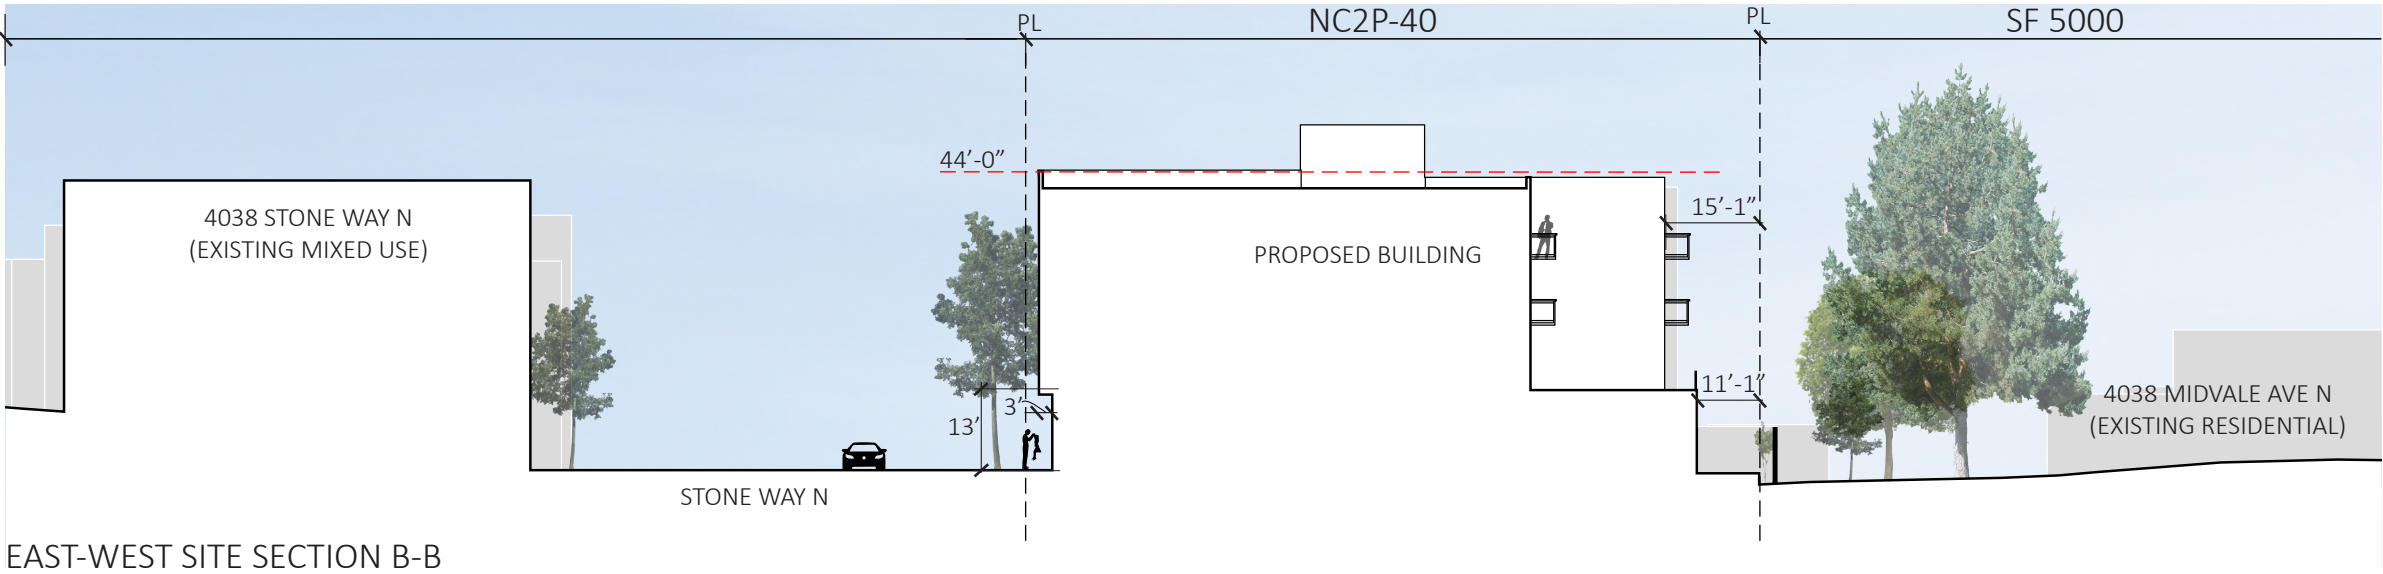 PL
NC2P-40
PL
SF 5000
44’-0”
4038 STONE WAY N
(EXISTING MIXED USE)
15’-1”
PROPOSED BUILDING
11’-1”
3’
13’
4038 MIDVALE AVE N
(EXISTING RESIDENTIAL)
STONE WAY N
EAST-WEST SITE SECTION B-B